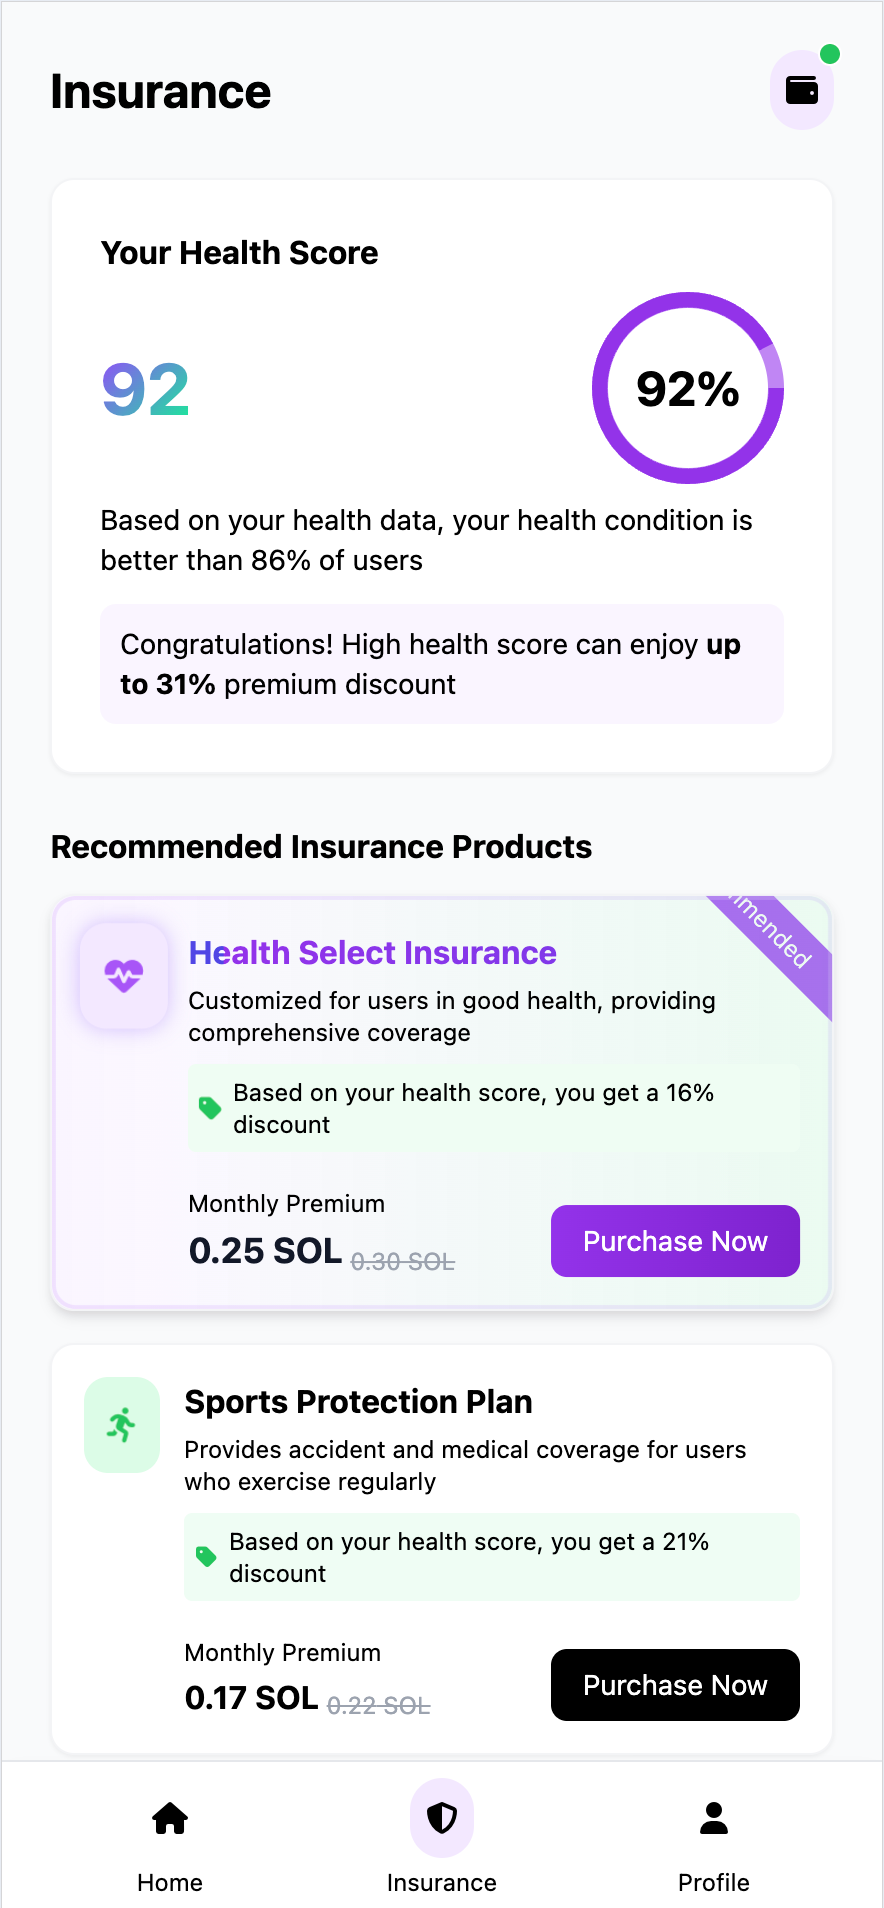 Insurance
Your Health Score
92
92%
Based on your health data, your health condition is
better than 86% of users
Congratulations! High health score can enjoy up
to 31% premium discount
Recommended Insurance Products
mmended
Health Select Insurance
Customized for users in good health, providing
comprehensive coverage
Based on your health score, you get a 16%
discount
Monthly Premium
0.25 SOL 0.30 SOL
Purchase Now
Sports Protection Plan
Provides accident and medical coverage for users
who exercise regularly
Based on your health score, you get a 21%
discount
Monthly Premium
0.17 SOL 0.22 SOL
Purchase Now
Home
Insurance
Profile